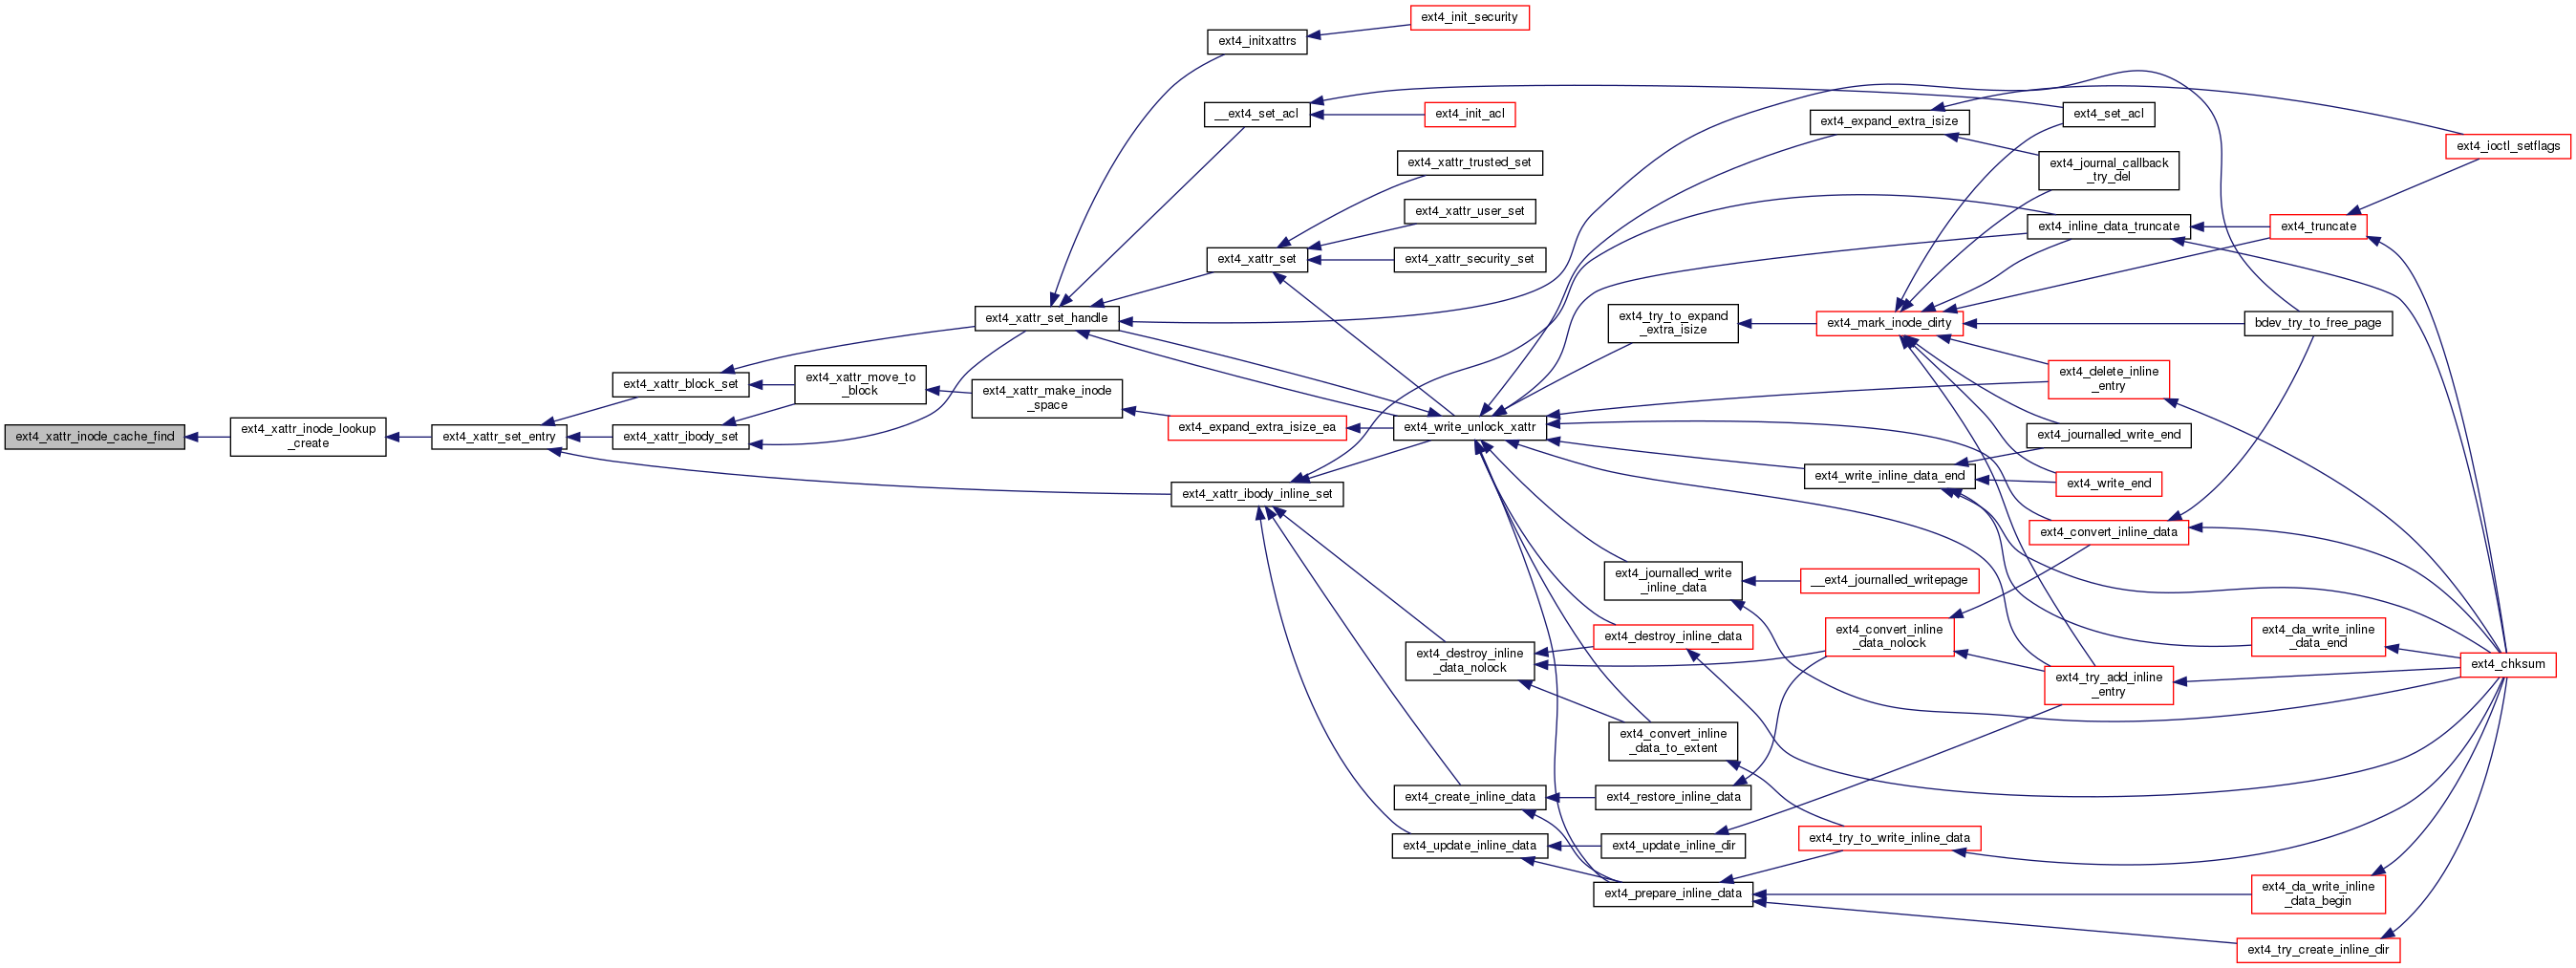 ext4_init_security
ext4_initxattrs
__ext4_set_acl
ext4_init_acl
ext4_expand_extra_isize
ext4_set_acl
ext4_ioctl_setflags
ext4_xattr_trusted_set
ext4_journal_callback
_try_del
ext4_xattr_user_set
ext4_inline_data_truncate
ext4_truncate
ext4_xattr_set
ext4_xattr_security_set
ext4_xattr_set_handle
ext4_try_to_expand
_extra_isize
ext4_mark_inode_dirty
bdev_try_to_free_page
ext4_xattr_block_set
ext4_xattr_move_to
_block
ext4_xattr_make_inode
_space
ext4_delete_inline
_entry
ext4_xattr_inode_cache_find
ext4_xattr_inode_lookup
_create
ext4_xattr_set_entry
ext4_xattr_ibody_set
ext4_expand_extra_isize_ea
ext4_write_unlock_xattr
ext4_journalled_write_end
ext4_xattr_ibody_inline_set
ext4_write_inline_data_end
ext4_write_end
ext4_convert_inline_data
ext4_journalled_write
_inline_data
__ext4_journalled_writepage
ext4_destroy_inline
_data_nolock
ext4_destroy_inline_data
ext4_convert_inline
_data_nolock
ext4_da_write_inline
_data_end
ext4_chksum
ext4_try_add_inline
_entry
ext4_convert_inline
_data_to_extent
ext4_create_inline_data
ext4_restore_inline_data
ext4_update_inline_data
ext4_update_inline_dir
ext4_try_to_write_inline_data
ext4_prepare_inline_data
ext4_da_write_inline
_data_begin
ext4_try_create_inline_dir